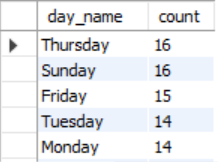 day_name count
Thursday 16
Sunday 16
Friday 15
Tuesday 14
Monday 14